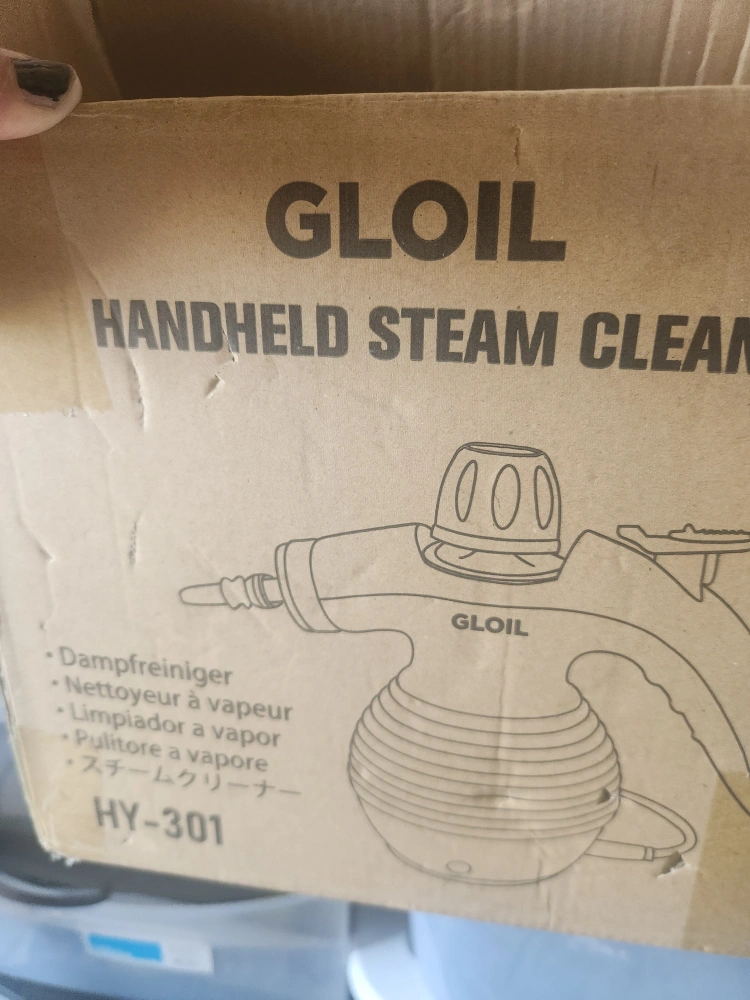 GLOIL
HANDHELD STEAM CLEAN
GLOIL
• Dampfreiniger
• Nettoyeur à vapeur
• Limpiador a vapor
• Pulitore a vapore
• スチームクリーナー
HY-301